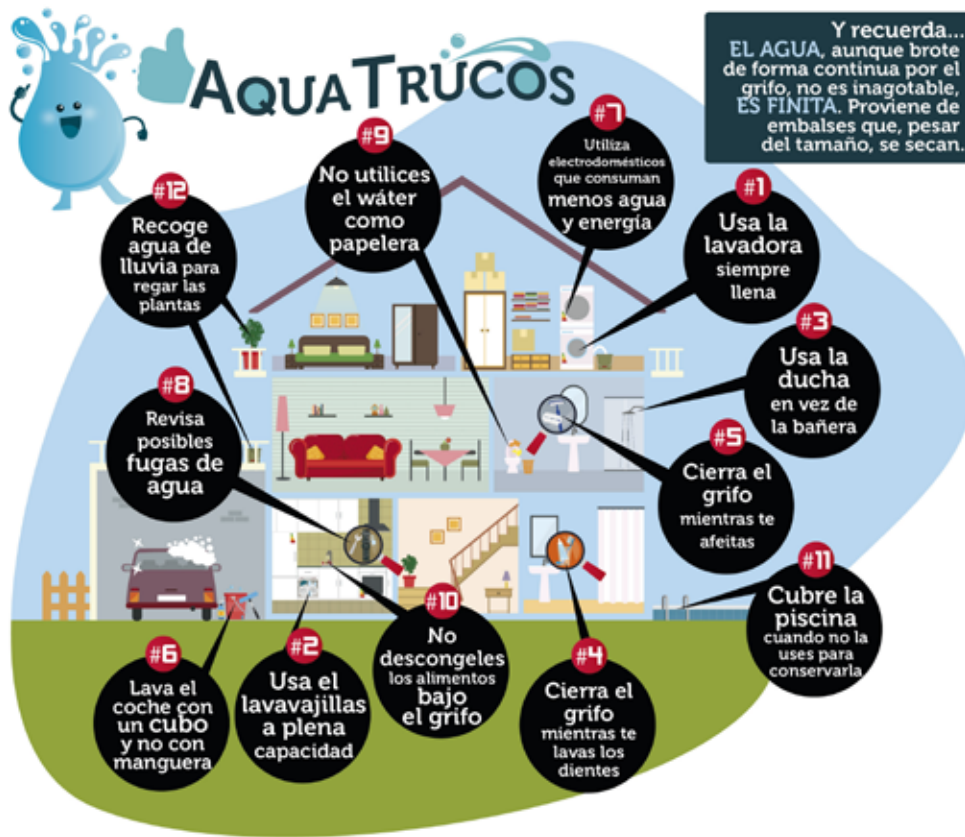 AQUATRUCOS
Y recuerda...
EL AGUA, aunque brote
de forma continua por el
grifo, no es inagotable,
ES FINITA. Proviene de
embalses que, pesar
del tamaño, se secan.
#1
Usa la
lavadora
siempre
llena
#2
Usa el
lavavajillas
a plena
capacidad
#3
Usa la
ducha
en vez de
la bañera
#4
Cierra el
grifo
mientras te
lavas los
dientes
#5
Cierra el
grifo
mientras te
afeitas
#6
Lava el
coche con
un cubo
y no con
manguera
#7
Utiliza
electrodomésticos
que consuman
menos agua
y energía
#8
Revisa
posibles
fugas de
agua
#9
No utilices
el wáter
como
papelera
#10
No
descongeles
los alimentos
bajo
el grifo
#11
Cubre la
piscina
cuando no la
uses para
conservarla
#12
Recoge
agua de
lluvia para
regar las
plantas